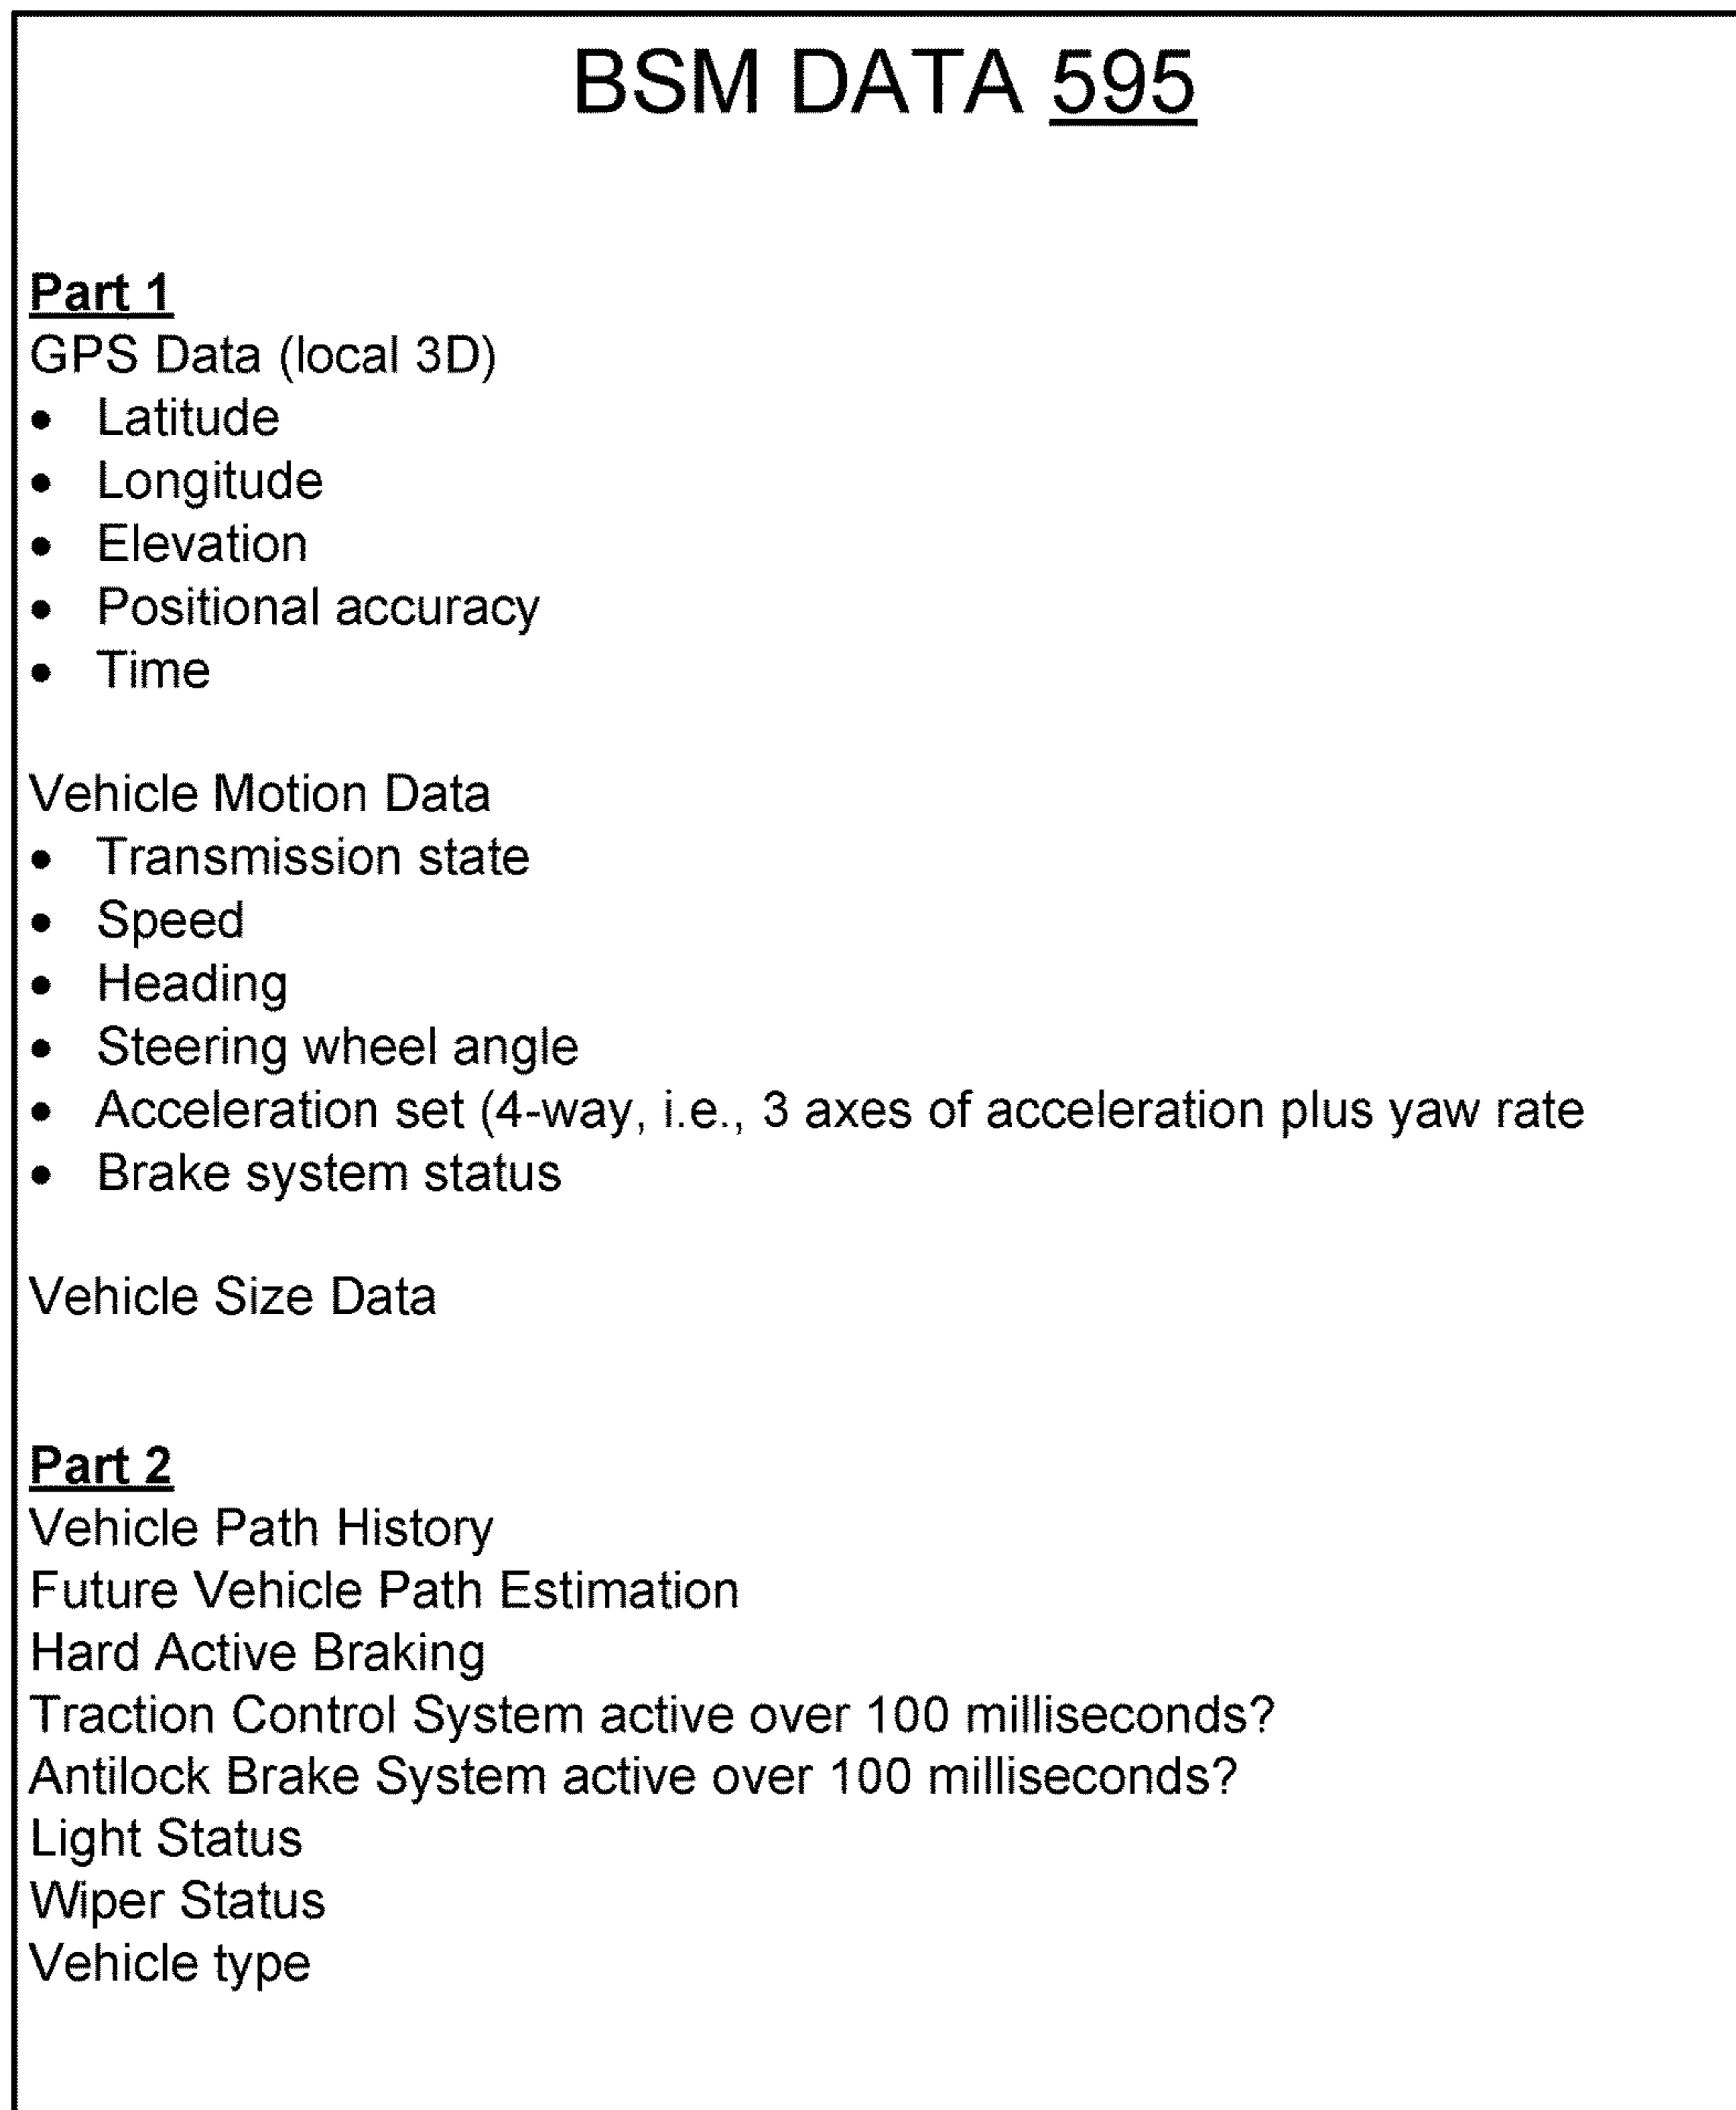 BSM DATA 595
Part 1
GPS Data (local 3D)
• Latitude
• Longitude
• Elevation
• Positional accuracy
• Time
Vehicle Motion Data
• Transmission state
• Speed
• Heading
• Steering wheel angle
• Acceleration set (4-way, i.e., 3 axes of acceleration plus yaw rate
• Brake system status
Vehicle Size Data
Part 2
Vehicle Path History
Future Vehicle Path Estimation
Hard Active Braking
Traction Control System active over 100 milliseconds?
Antilock Brake System active over 100 milliseconds?
Light Status
Wiper Status
Vehicle type